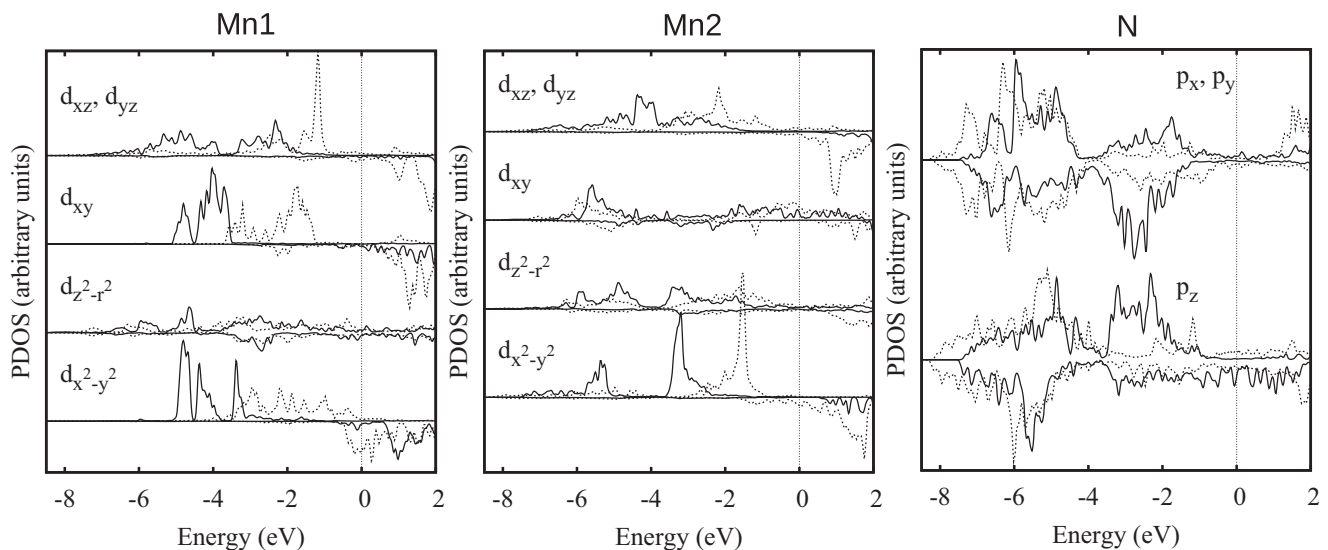 Mn1
PDOS (arbitrary units)
d_xz, d_yz
d_xy
d_z²-r²
d_x²-y²
-8 -6 -4 -2 0 2
Energy (eV)
Mn2
PDOS (arbitrary units)
d_xz, d_yz
d_xy
d_z²-r²
d_x²-y²
-8 -6 -4 -2 0 2
Energy (eV)
N
PDOS (arbitrary units)
p_x, p_y
p_z
-8 -6 -4 -2 0 2
Energy (eV)